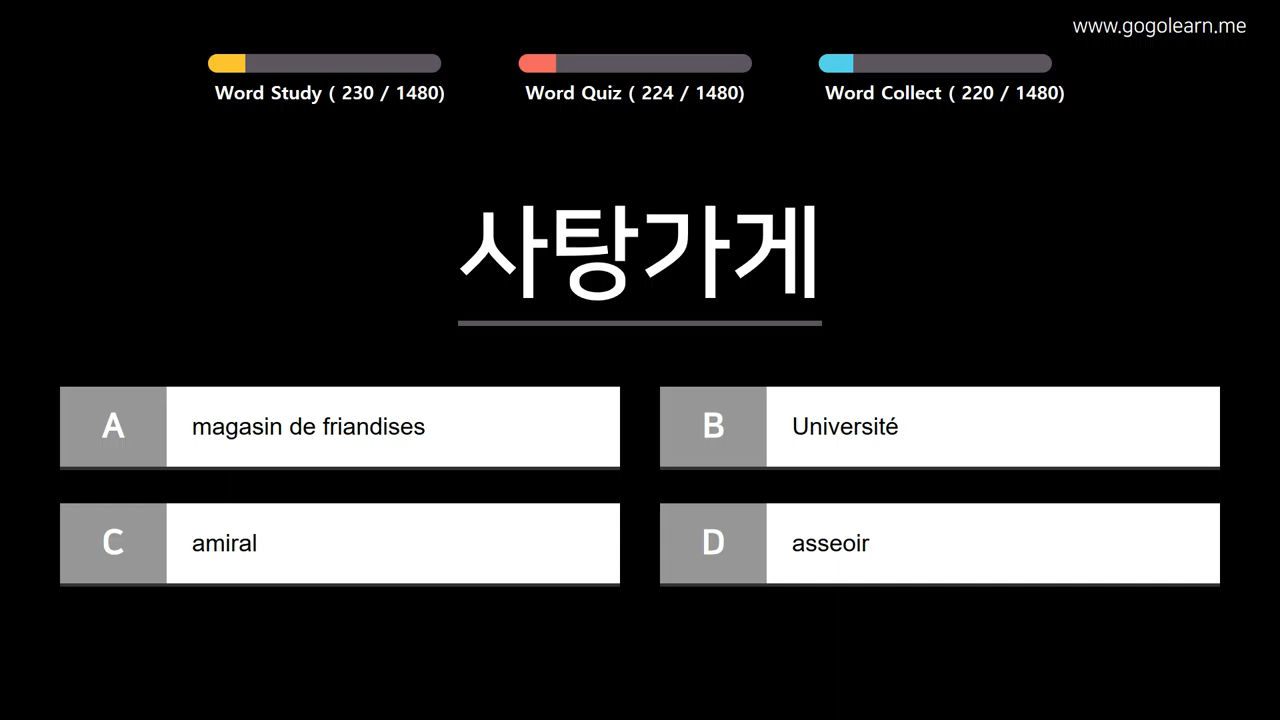 www.gogolearn.me
Word Study ( 230 / 1480)
Word Quiz ( 224 / 1480)
Word Collect ( 220 / 1480)
사탕가게
A magasin de friandises
B Université
C amiral
D asseoir